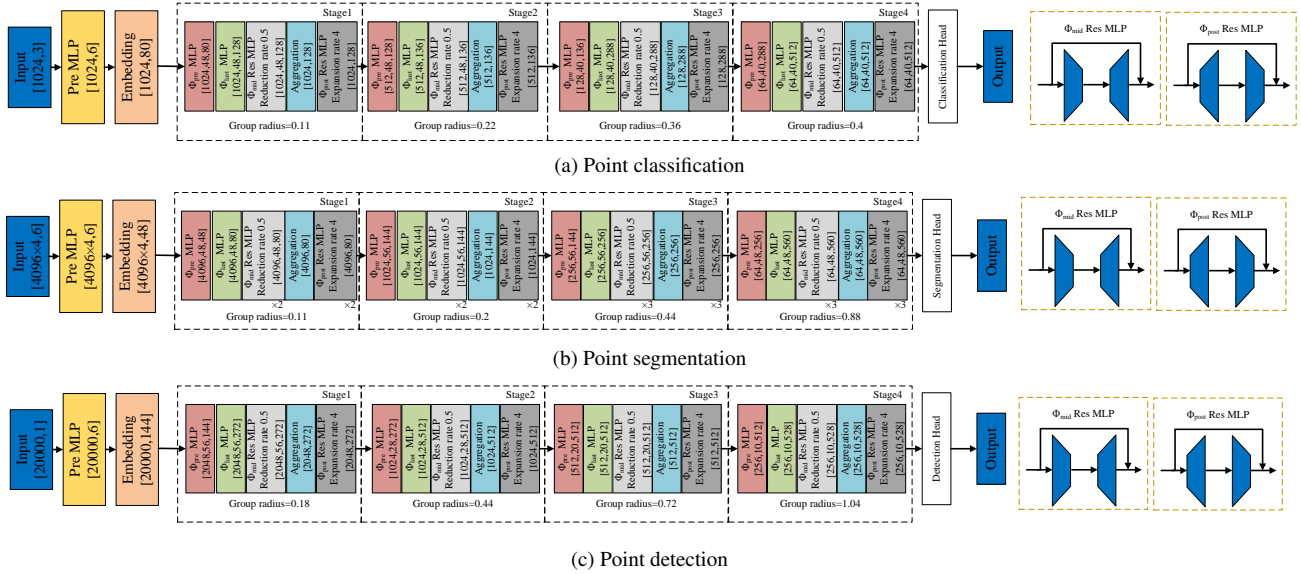 Input
[1024,3]
Pre MLP
[1024,6]
Embedding
[1024,80]
Stage1
Φpre MLP
[1024,48,80]
Φlast MLP
[1024,48,128]
Φmid Res MLP
Reduction rate 0.5
[1024,48,128]
Aggregation
[1024,128]
Φpost Res MLP
Expansion rate 4
[1024,128]
Group radius=0.11
Stage2
Φpre MLP
[512,48,128]
Φlast MLP
[512,48,136]
Φmid Res MLP
Reduction rate 0.5
[512,48,136]
Aggregation
[512,136]
Φpost Res MLP
Expansion rate 4
[512,136]
Group radius=0.22
Stage3
Φpre MLP
[128,40,136]
Φlast MLP
[128,40,288]
Φmid Res MLP
Reduction rate 0.5
[128,40,288]
Aggregation
[128,288]
Φpost Res MLP
Expansion rate 4
[128,288]
Group radius=0.36
Stage4
Φpre MLP
[64,40,288]
Φlast MLP
[64,40,512]
Φmid Res MLP
Reduction rate 0.5
[64,40,512]
Aggregation
[64,40,512]
Φpost Res MLP
Expansion rate 4
[64,40,512]
Group radius=0.4
Classification Head
Output
Φmid Res MLP
Φpost Res MLP
(a) Point classification
Input
[4096×4,6]
Pre MLP
[4096×4,6]
Embedding
[4096×4,48]
Stage1
Φpre MLP
[4096,48,48]
Φlast MLP
[4096,48,80]
Φmid Res MLP
Reduction rate 0.5
[4096,48,80]
Aggregation
[4096,80]
Φpost Res MLP
Expansion rate 4
[4096,80]
×2
×2
Group radius=0.11
Stage2
Φpre MLP
[1024,56,144]
Φlast MLP
[1024,56,144]
Φmid Res MLP
Reduction rate 0.5
[1024,56,144]
Aggregation
[1024,144]
Φpost Res MLP
Expansion rate 4
[1024,144]
×2
×2
Group radius=0.2
Stage3
Φpre MLP
[256,56,144]
Φlast MLP
[256,56,256]
Φmid Res MLP
Reduction rate 0.5
[256,56,256]
Aggregation
[256,256]
Φpost Res MLP
Expansion rate 4
[256,256]
×3
×3
Group radius=0.44
Stage4
Φpre MLP
[64,48,256]
Φlast MLP
[64,48,560]
Φmid Res MLP
Reduction rate 0.5
[64,48,560]
Aggregation
[64,48,560]
Φpost Res MLP
Expansion rate 4
[64,48,560]
×3
×3
Group radius=0.88
Segmentation Head
Output
Φmid Res MLP
Φpost Res MLP
(b) Point segmentation
Input
[20000,1]
Pre MLP
[20000,6]
Embedding
[20000,144]
Stage1
Φpre MLP
[2048,56,144]
Φlast MLP
[2048,56,272]
Φmid Res MLP
Reduction rate 0.5
[2048,56,272]
Aggregation
[2048,272]
Φpost Res MLP
Expansion rate 4
[2048,272]
Group radius=0.18
Stage2
Φpre MLP
[1024,28,272]
Φlast MLP
[1024,28,512]
Φmid Res MLP
Reduction rate 0.5
[1024,28,512]
Aggregation
[1024,512]
Φpost Res MLP
Expansion rate 4
[1024,512]
Group radius=0.44
Stage3
Φpre MLP
[512,20,512]
Φlast MLP
[512,20,512]
Φmid Res MLP
Reduction rate 0.5
[512,20,512]
Aggregation
[512,512]
Φpost Res MLP
Expansion rate 4
[512,512]
Group radius=0.72
Stage4
Φpre MLP
[256,10,512]
Φlast MLP
[256,10,528]
Φmid Res MLP
Reduction rate 0.5
[256,10,528]
Aggregation
[256,10,528]
Φpost Res MLP
Expansion rate 4
[256,10,528]
Group radius=1.04
Detection Head
Output
Φmid Res MLP
Φpost Res MLP
(c) Point detection